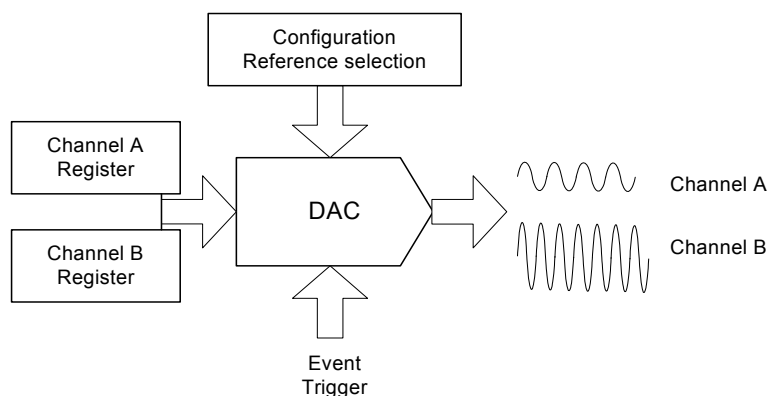 Configuration
Reference selection
Channel A
Register
Channel B
Register
DAC
Channel A
Channel B
Event
Trigger